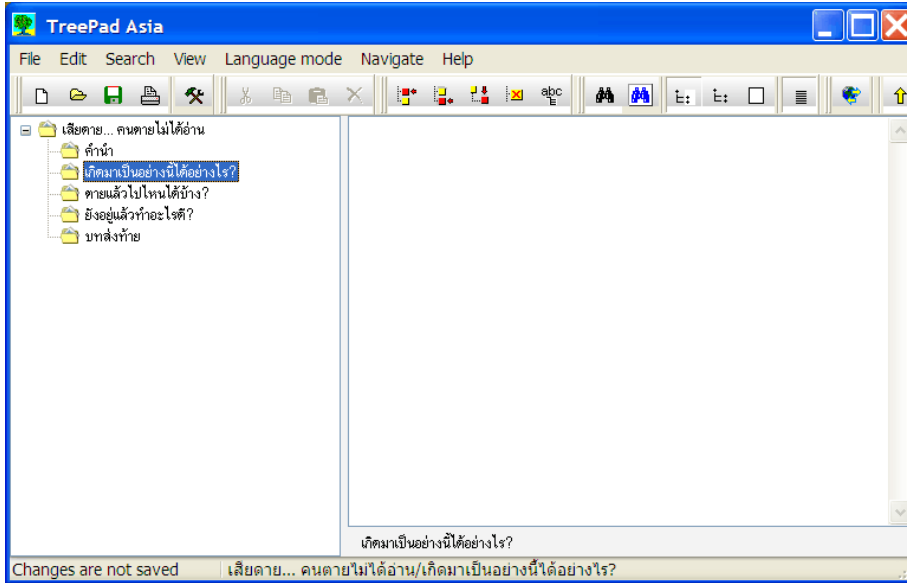 TreePad Asia
File Edit Search View Language mode Navigate Help
abc
เสียดาย... คนตายไม่ได้อ่าน
คำนำ
เกิดมาเป็นอย่างนี้ได้อย่างไร?
ตายแล้วไปไหนได้บ้าง?
ยังอยู่แล้วทำอะไรดี?
บทส่งท้าย
เกิดมาเป็นอย่างนี้ได้อย่างไร?
Changes are not saved เสียดาย... คนตายไม่ได้อ่าน/เกิดมาเป็นอย่างนี้ได้อย่างไร?